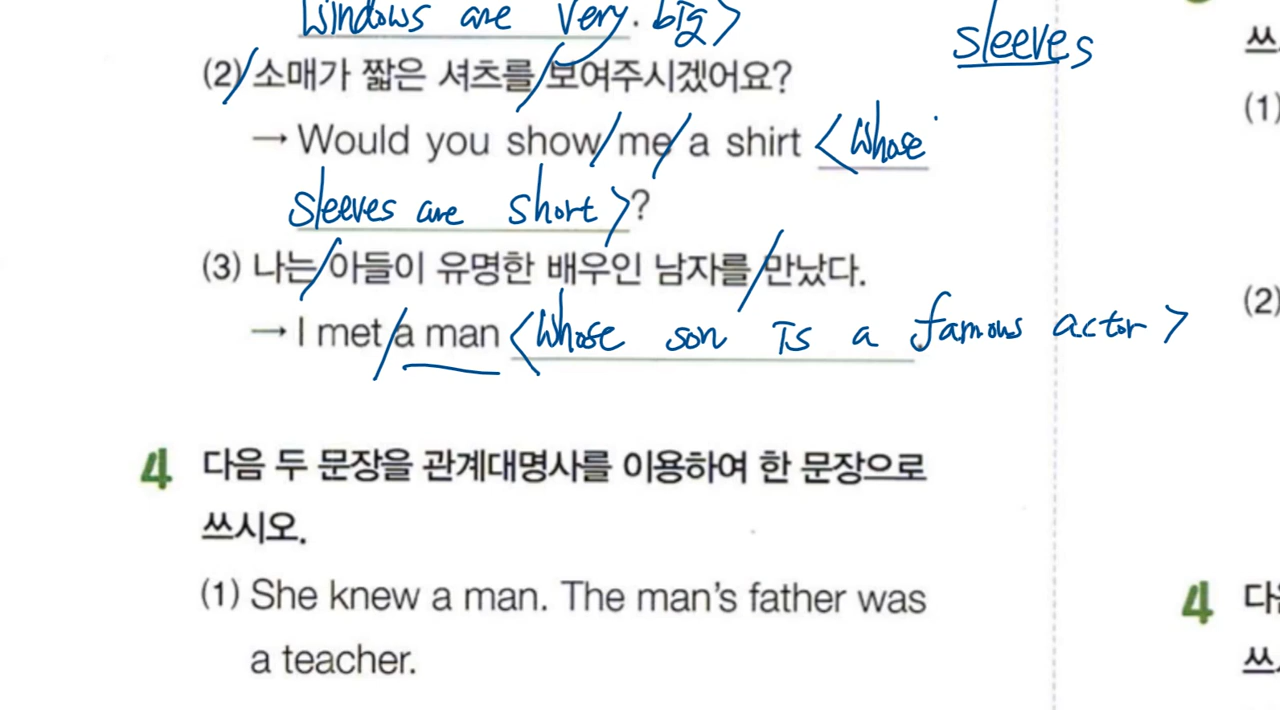 windows are very. big>
sleeves
(2) 소매가 짧은 셔츠를 보여주시겠어요?
→ Would you show me a shirt <whose
sleeves are short>?
(3) 나는 아들이 유명한 배우인 남자를 만났다.
→ I met a man <whose son is a famous actor>
4 다음 두 문장을 관계대명사를 이용하여 한 문장으로
쓰시오.
(1) She knew a man. The man's father was
a teacher.
쓰
(1)
(2)
4
쓰